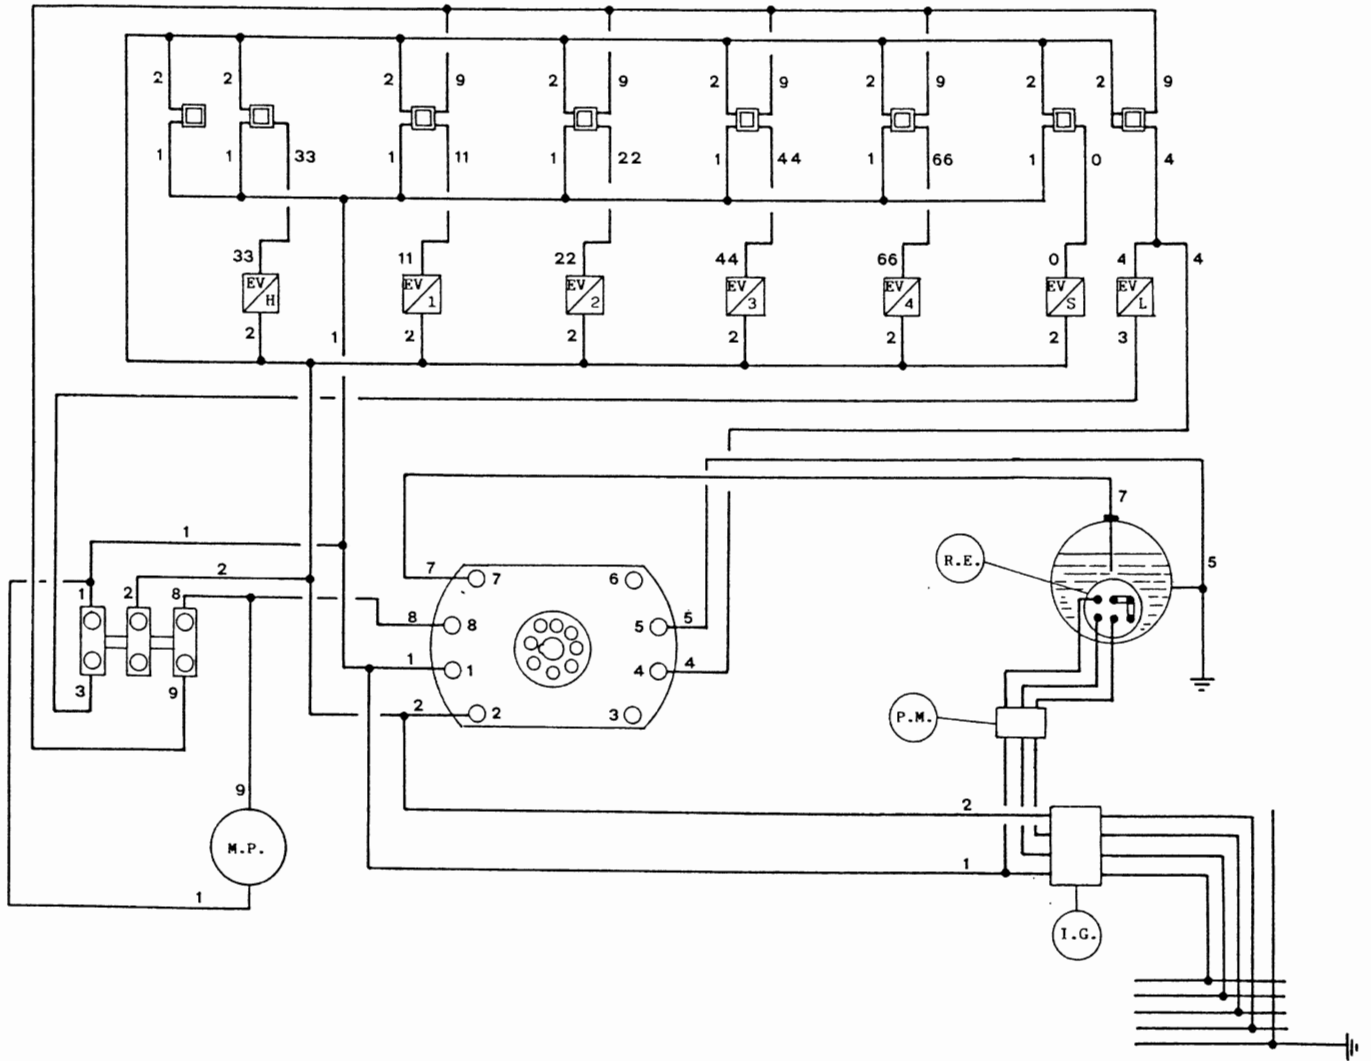 2 2 2 9 2 9 2 9 2 9 2 2 9
1 1 33 1 11 1 22 1 44 1 66 1 0 4
33 11 22 44 66 0 4 4
EV H EV 1 EV 2 EV 3 EV 4 EV S EV L
2 1 2 2 2 2 2 3
7
1
R.E. 5
2 7 7 6
1 2 8
8 8 5 5
1 1 4 4
3 9
2 2 3 P.M.
9 2
M.P.
1 1
I.G.